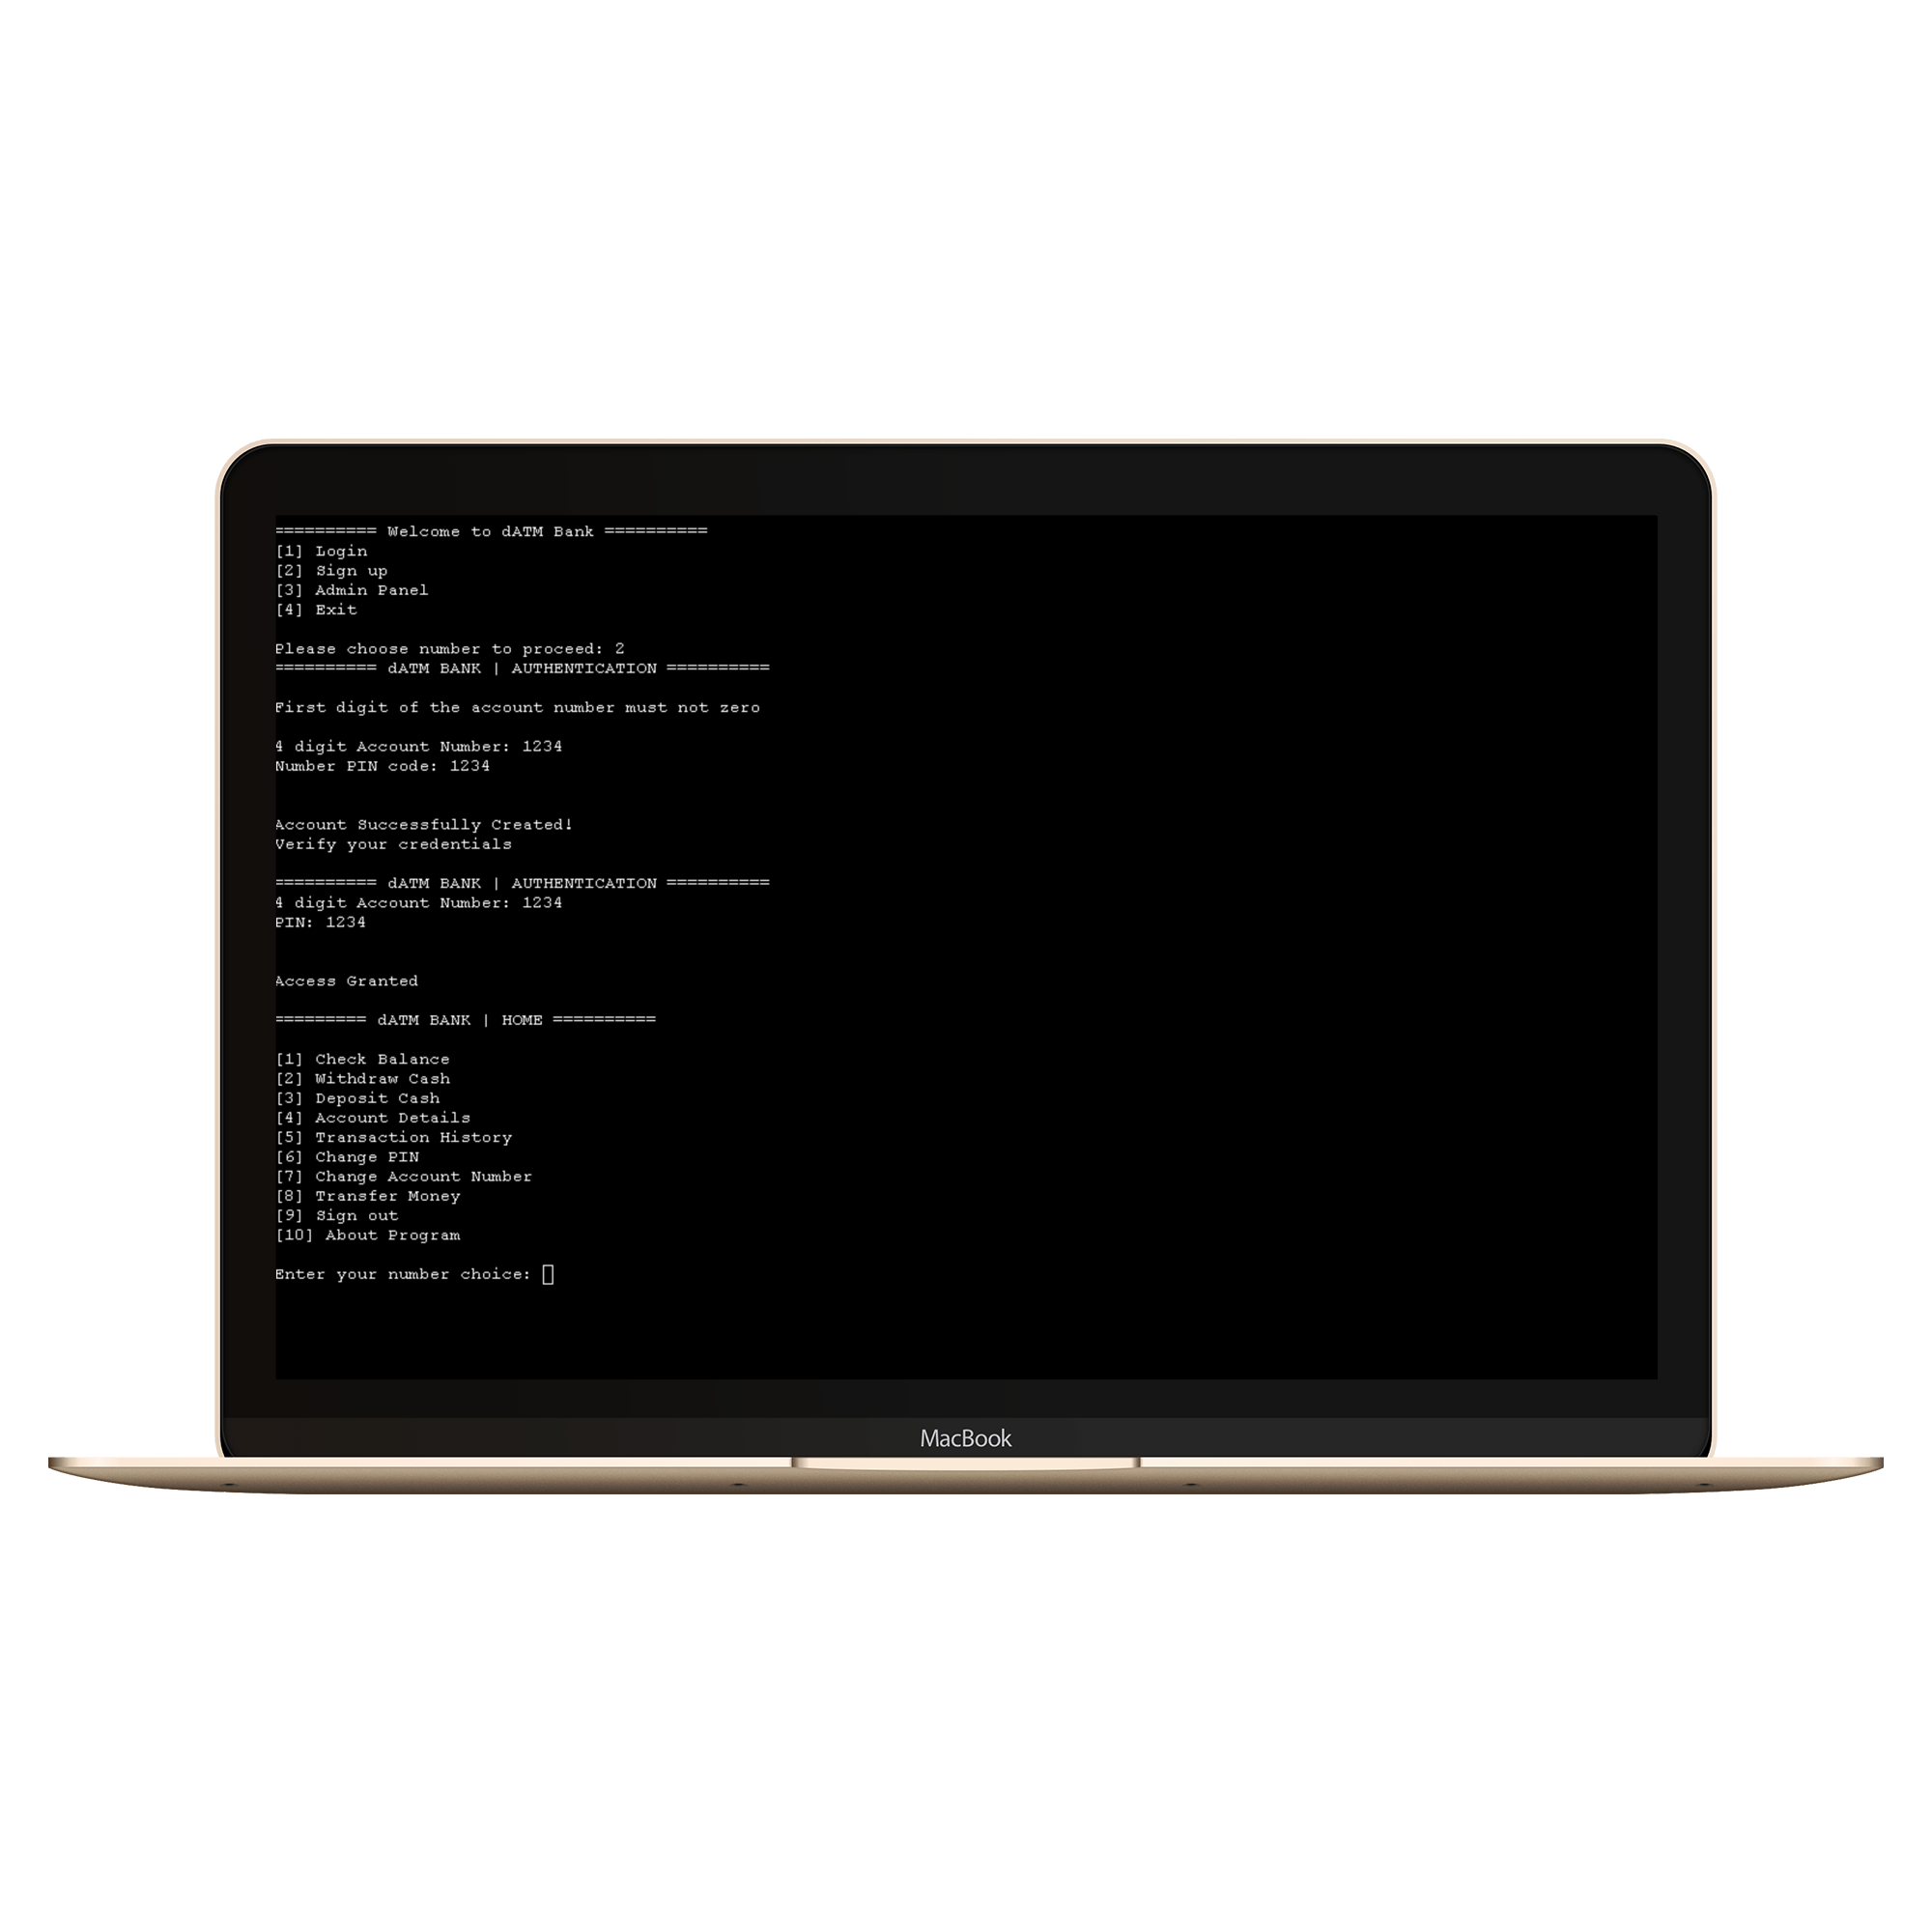 ========== Welcome to dATM Bank ==========
[1] Login
[2] Sign up
[3] Admin Panel
[4] Exit
Please choose number to proceed: 2
========== dATM BANK | AUTHENTICATION ==========
First digit of the account number must not zero
4 digit Account Number: 1234
Number PIN code: 1234
Account Successfully Created!
Verify your credentials
========== dATM BANK | AUTHENTICATION ==========
4 digit Account Number: 1234
PIN: 1234
Access Granted
========= dATM BANK | HOME ==========
[1] Check Balance
[2] Withdraw Cash
[3] Deposit Cash
[4] Account Details
[5] Transaction History
[6] Change PIN
[7] Change Account Number
[8] Transfer Money
[9] Sign out
[10] About Program
Enter your number choice:
MacBook